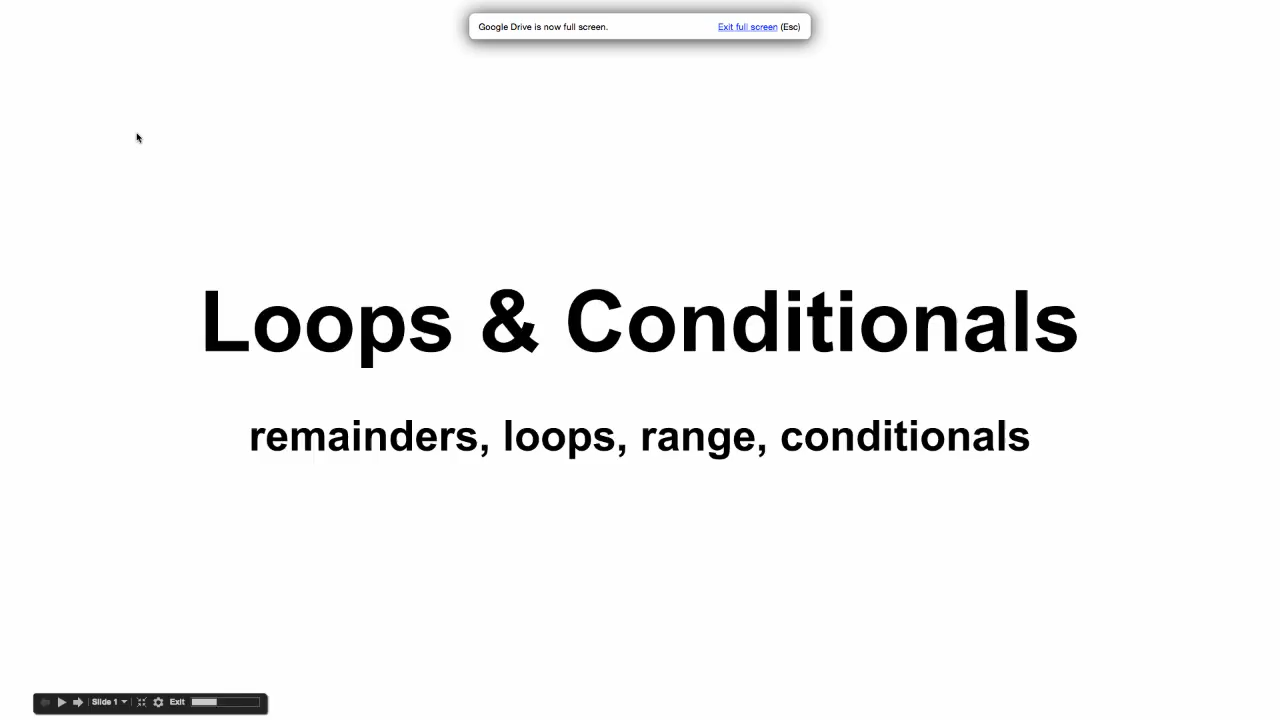 Google Drive is now full screen. Exit full screen (Esc)
Loops & Conditionals
remainders, loops, range, conditionals
Slide 1 Exit